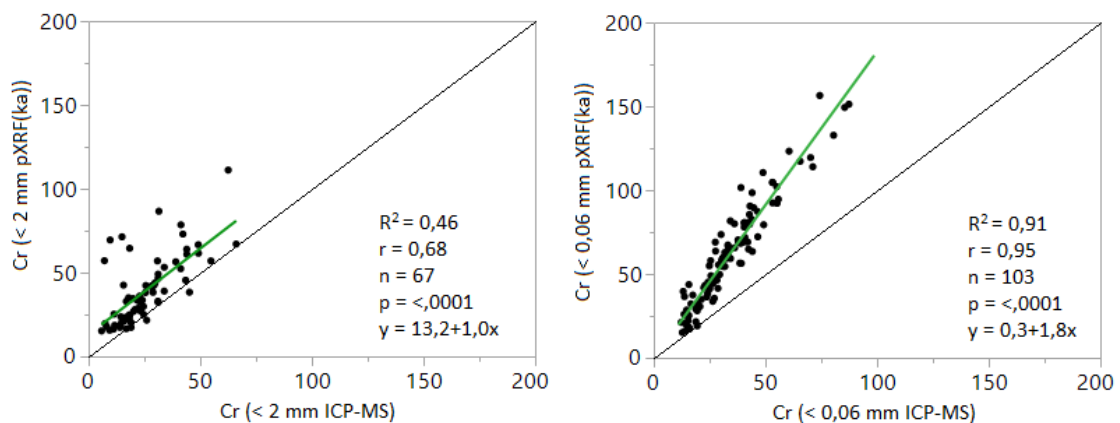 200
150
100
50
0
Cr (< 2 mm pXRF(ka))
R² = 0,46
r = 0,68
n = 67
p = <,0001
y = 13,2+1,0x
0 50 100 150 200
Cr (< 2 mm ICP-MS)
200
150
100
50
0
Cr (< 0,06 mm pXRF(ka))
R² = 0,91
r = 0,95
n = 103
p = <,0001
y = 0,3+1,8x
0 50 100 150 200
Cr (< 0,06 mm ICP-MS)